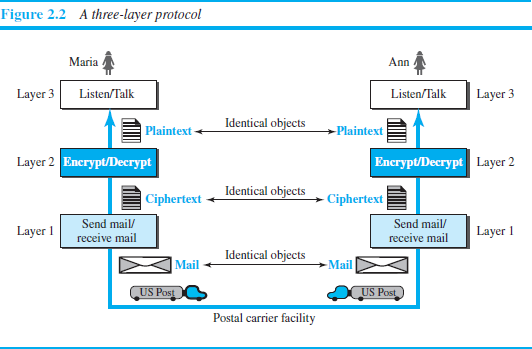 Figure 2.2 A three-layer protocol
Maria
Ann
Layer 3
Listen/Talk
Listen/Talk
Layer 3
Plaintext
Identical objects
Plaintext
Layer 2
Encrypt/Decrypt
Encrypt/Decrypt
Layer 2
Ciphertext
Identical objects
Ciphertext
Layer 1
Send mail/
receive mail
Send mail/
receive mail
Layer 1
Mail
Identical objects
Mail
US Post
US Post
Postal carrier facility